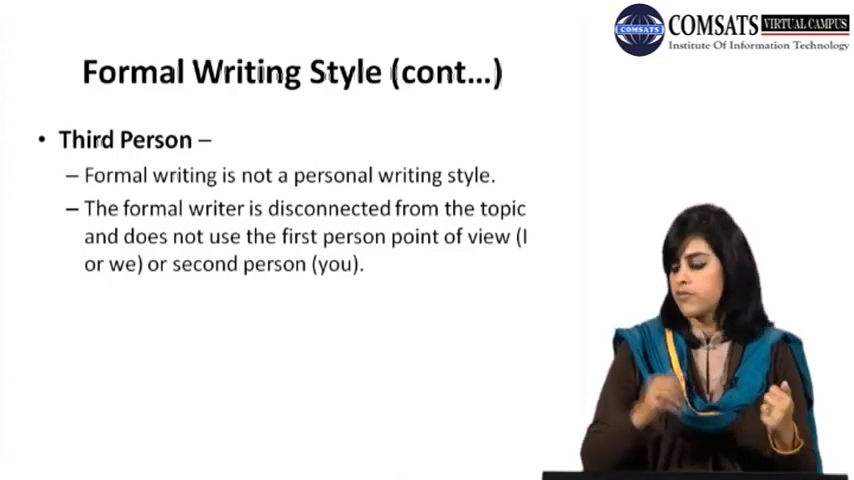 COMSATS VIRTUAL CAMPUS
COMSATS
Institute Of Information Technology
Formal Writing Style (cont...)
• Third Person –
– Formal writing is not a personal writing style.
– The formal writer is disconnected from the topic
and does not use the first person point of view (I
or we) or second person (you).